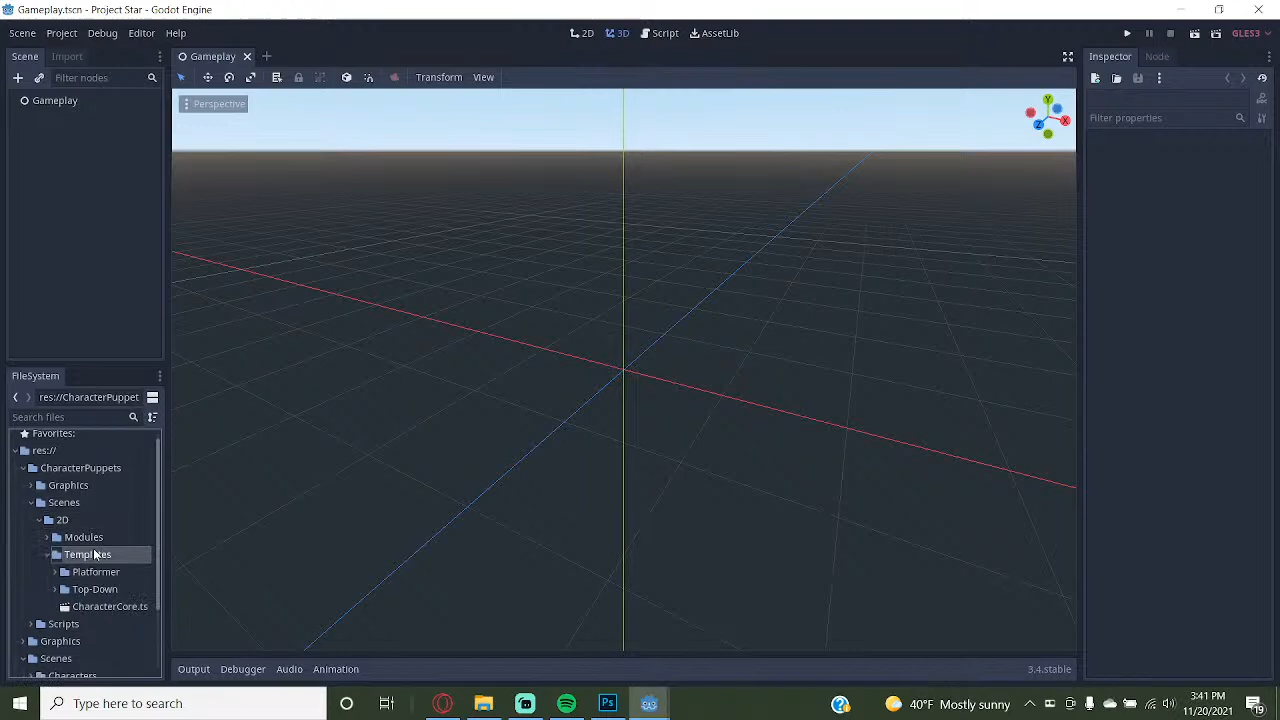 Gameplay.tscn - Project Star - Godot Engine
Scene Project Debug Editor Help
2D 3D Script AssetLib
GLES3
Scene Import
Gameplay
Inspector Node
Filter nodes
Transform View
Gameplay
Perspective
Y
X
Z
Filter properties
FileSystem
res://CharacterPuppet
Search files
Favorites:
res://
CharacterPuppets
Graphics
Scenes
2D
Modules
Templates
Platformer
Top-Down
CharacterCore.ts
Scripts
Graphics
Scenes
Characters
Output Debugger Audio Animation
3.4.stable
Type here to search
Ps
40°F Mostly sunny
3:41 PM
11/20/2021
19